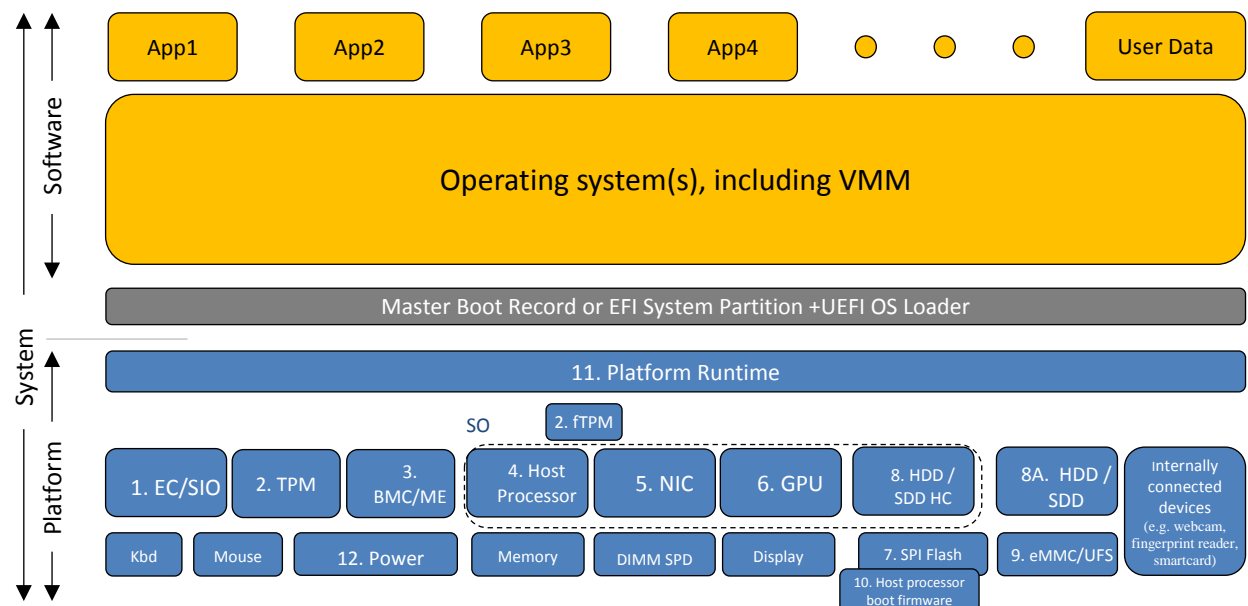 App1
App2
App3
App4
User Data
Software
Operating system(s), including VMM
Master Boot Record or EFI System Partition +UEFI OS Loader
System
11. Platform Runtime
Platform
SO
2. fTPM
1. EC/SIO
2. TPM
3.
BMC/ME
4. Host
Processor
5. NIC
6. GPU
8. HDD /
SDD HC
8A. HDD /
SDD
Internally
connected
devices
(e.g. webcam,
fingerprint reader,
smartcard)
Kbd
Mouse
12. Power
Memory
DIMM SPD
Display
7. SPI Flash
9. eMMC/UFS
10. Host processor
boot firmware